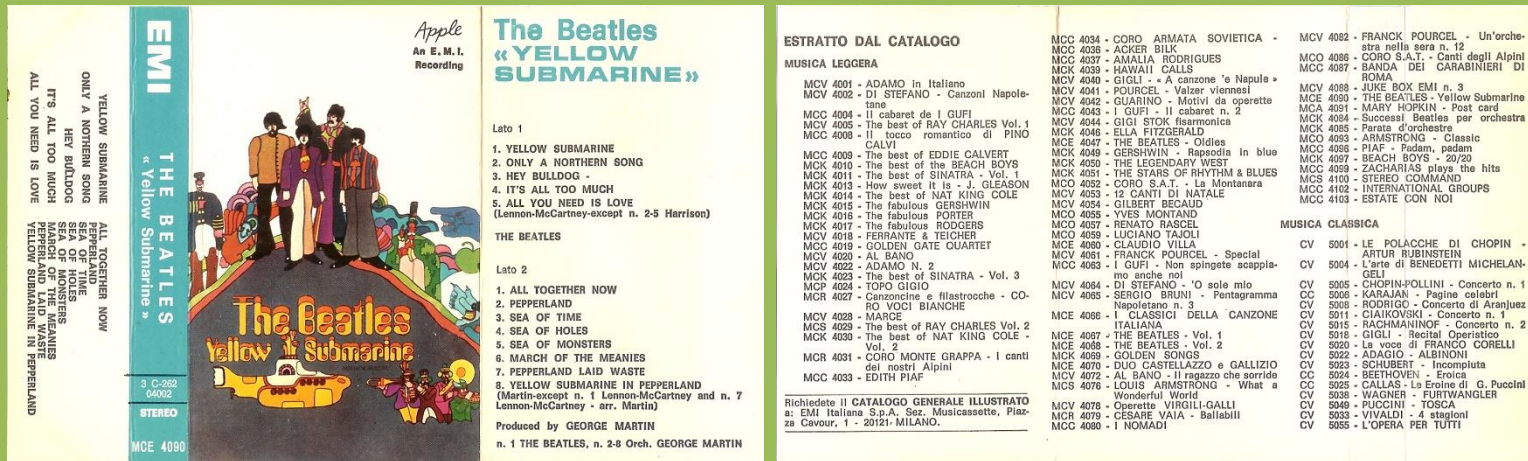 YELLOW SUBMARINE
ONLY A NOTHERN SONG
HEY BULLDOG
IT'S ALL TOO MUCH
ALL YOU NEED IS LOVE
ALL TOGETHER NOW
PEPPERLAND
SEA OF TIME
SEA OF HOLES
SEA OF MONSTERS
MARCH OF THE MEANIES
PEPPERLAND LAID WASTE
YELLOW SUBMARINE IN PEPPERLAND
EMI
THE BEATLES
« Yellow Submarine »
3 C-262
04002
STEREO
MCE 4090
Apple
An E.M.I.
Recording
The Beatles
Yellow Submarine
The Beatles
«YELLOW
SUBMARINE»
Lato 1
1. YELLOW SUBMARINE
2. ONLY A NORTHERN SONG
3. HEY BULLDOG -
4. IT'S ALL TOO MUCH
5. ALL YOU NEED IS LOVE
(Lennon-McCartney-except n. 2-5 Harrison)
THE BEATLES
Lato 2
1. ALL TOGETHER NOW
2. PEPPERLAND
3. SEA OF TIME
4. SEA OF HOLES
5. SEA OF MONSTERS
6. MARCH OF THE MEANIES
7. PEPPERLAND LAID WASTE
8. YELLOW SUBMARINE IN PEPPERLAND
(Martin-except n. 1 Lennon-McCartney and n. 7
Lennon-McCartney - arr. Martin)
Produced by GEORGE MARTIN
n. 1 THE BEATLES, n. 2-8 Orch. GEORGE MARTIN
ESTRATTO DAL CATALOGO
MUSICA LEGGERA
MCV 4001 - ADAMO in Italiano
MCV 4002 - DI STEFANO - Canzoni Napole-
tane
MCC 4004 - Il cabaret de I GUFI
MCV 4005 - The best of RAY CHARLES Vol. 1
MCC 4008 - Il tocco romantico di PINO
CALVI
MCC 4009 - The best of EDDIE CALVERT
MCK 4010 - The best of the BEACH BOYS
MCK 4011 - The best of SINATRA - Vol. 1
MCK 4013 - How sweet it is - J. GLEASON
MCK 4014 - The best of NAT KING COLE
MCK 4015 - The fabulous GERSHWIN
MCK 4016 - The fabulous PORTER
MCK 4017 - The fabulous RODGERS
MCV 4018 - FERRANTE & TEICHER
MCC 4019 - GOLDEN GATE QUARTET
MCV 4020 - AL BANO
MCV 4022 - ADAMO N. 2
MCK 4023 - The best of SINATRA - Vol. 3
MCP 4024 - TOPO GIGIO
MCR 4027 - Canzoncine e filastrocche - CO-
RO VOCI BIANCHE
MCV 4028 - MARCE
MCS 4029 - The best of RAY CHARLES Vol. 2
MCK 4030 - The best of NAT KING COLE -
Vol. 2
MCR 4031 - CORO MONTE GRAPPA - I canti
dei nostri Alpini
MCC 4033 - EDITH PIAF
Richiedete il CATALOGO GENERALE ILLUSTRATO
a: EMI Italiana S.p.A. Sez. Musicassette, Piaz-
za Cavour, 1 - 20121- MILANO.
MCC 4034 - CORO ARMATA SOVIETICA -
MCC 4036 - ACKER BILK
MCC 4037 - AMALIA RODRIGUES
MCK 4039 - HAWAII CALLS
MCV 4040 - GIGLI - « A canzone 'e Napule »
MCV 4041 - POURCEL - Valzer viennesi
MCV 4042 - GUARINO - Motivi da operette
MCC 4043 - I GUFI - Il cabaret n. 2
MCV 4044 - GIGI STOK fisarmonica
MCK 4046 - ELLA FITZGERALD
MCE 4047 - THE BEATLES - Oldies
MCK 4049 - GERSHWIN - Rapsodia in blue
MCK 4050 - THE LEGENDARY WEST
MCK 4051 - THE STARS OF RHYTHM & BLUES
MCO 4052 - CORO S.A.T. - La Montanara
MCV 4053 - 12 CANTI DI NATALE
MCV 4054 - GILBERT BECAUD
MCO 4055 - YVES MONTAND
MCO 4057 - RENATO RASCEL
MCO 4059 - LUCIANO TAJOLI
MCE 4060 - CLAUDIO VILLA
MCV 4061 - FRANCK POURCEL - Special
MCC 4063 - I GUFI - Non spingete scappia-
mo anche noi
MCV 4064 - DI STEFANO - 'O sole mio
MCV 4065 - SERGIO BRUNI - Pentagramma
Napoletano n. 3
MCE 4066 - I CLASSICI DELLA CANZONE
ITALIANA
MCE 4067 - THE BEATLES - Vol. 1
MCE 4068 - THE BEATLES - Vol. 2
MCK 4069 - GOLDEN SONGS
MCE 4070 - DUO CASTELLAZZO e GALLIZIO
MCV 4072 - AL BANO - Il ragazzo che sorride
MCS 4076 - LOUIS ARMSTRONG - What a
Wonderful World
MCV 4078 - Operette VIRGILI-GALLI
MCR 4079 - CESARE VAIA - Ballabili
MCC 4080 - I NOMADI
MCV 4082 - FRANCK POURCEL - Un'orche-
stra nella sera n. 12
MCO 4086 - CORO S.A.T. - Canti degli Alpini
MCC 4087 - BANDA DEI CARABINIERI DI
ROMA
MCV 4088 - JUKE BOX EMI n. 3
MCE 4090 - THE BEATLES - Yellow Submarine
MCA 4091 - MARY HOPKIN - Post card
MCK 4084 - Successi Beatles per orchestra
MCK 4085 - Parata d'orchestre
MCO 4093 - ARMSTRONG - Classic
MCC 4096 - PIAF - Padam, padam
MCK 4097 - BEACH BOYS - 20/20
MCC 4099 - ZACHARIAS plays the hits
MCS 4100 - STEREO COMMAND
MCC 4102 - INTERNATIONAL GROUPS
MCC 4103 - ESTATE CON NOI
MUSICA CLASSICA
CV 5001 - LE POLACCHE DI CHOPIN -
ARTUR RUBINSTEIN
CV 5004 - L'arte di BENEDETTI MICHELAN-
GELI
CV 5005 - CHOPIN-POLLINI - Concerto n. 1
CC 5006 - KARAJAN - Pagine celebri
CV 5008 - RODRIGO - Concerto di Aranjuez
CV 5011 - CIAIKOVSKI - Concerto n. 1
CV 5015 - RACHMANINOF - Concerto n. 2
CV 5018 - GIGLI - Recital Operistico
CV 5020 - La voce di FRANCO CORELLI
CV 5022 - ADAGIO - ALBINONI
CV 5023 - SCHUBERT - Incompiuta
CC 5024 - BEETHOVEN - Eroica
CC 5025 - CALLAS - Le Eroine di G. Puccini
CV 5038 - WAGNER - FURTWANGLER
CV 5049 - PUCCINI - TOSCA
CV 5033 - VIVALDI - 4 stagioni
CV 5055 - L'OPERA PER TUTTI